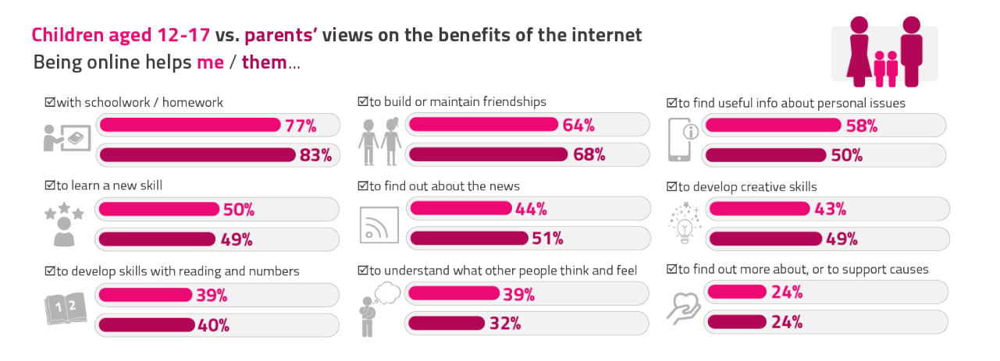 Children aged 12-17 vs. parents’ views on the benefits of the internet
Being online helps me / them...
with schoolwork / homework
77%
83%
to build or maintain friendships
64%
68%
to find useful info about personal issues
58%
50%
to learn a new skill
50%
49%
to find out about the news
44%
51%
to develop creative skills
43%
49%
to develop skills with reading and numbers
1 2
39%
40%
to understand what other people think and feel
39%
32%
to find out more about, or to support causes
24%
24%